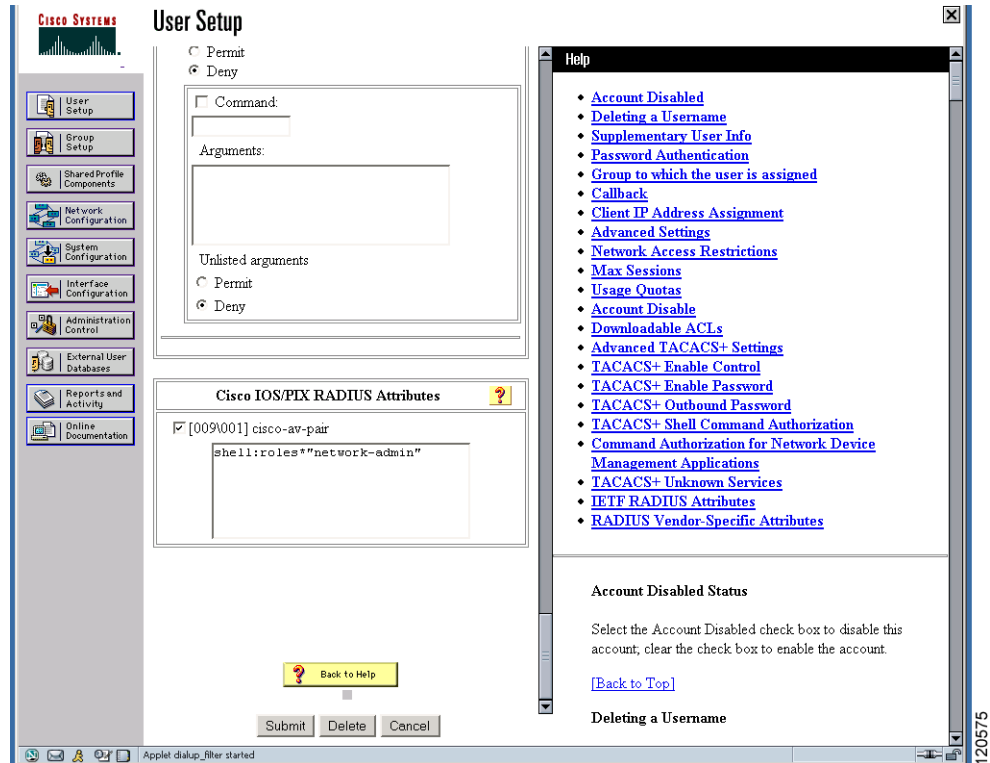 CISCO SYSTEMS
User Setup
User
Setup
Group
Setup
Shared Profile
Components
Network
Configuration
System
Configuration
Interface
Configuration
Administration
Control
External User
Databases
Reports and
Activity
Online
Documentation
Permit
Deny
Command:
Arguments:
Unlisted arguments
Permit
Deny
Cisco IOS/PIX RADIUS Attributes
?
[009\001] cisco-av-pair
shell:roles*"network-admin"
? Back to Help
Submit
Delete
Cancel
Help
Account Disabled
Deleting a Username
Supplementary User Info
Password Authentication
Group to which the user is assigned
Callback
Client IP Address Assignment
Advanced Settings
Network Access Restrictions
Max Sessions
Usage Quotas
Account Disable
Downloadable ACLs
Advanced TACACS+ Settings
TACACS+ Enable Control
TACACS+ Enable Password
TACACS+ Outbound Password
TACACS+ Shell Command Authorization
Command Authorization for Network Device
Management Applications
TACACS+ Unknown Services
IETF RADIUS Attributes
RADIUS Vendor-Specific Attributes
Account Disabled Status
Select the Account Disabled check box to disable this
account; clear the check box to enable the account.
[Back to Top]
Deleting a Username
Applet dialup_filter started
120575